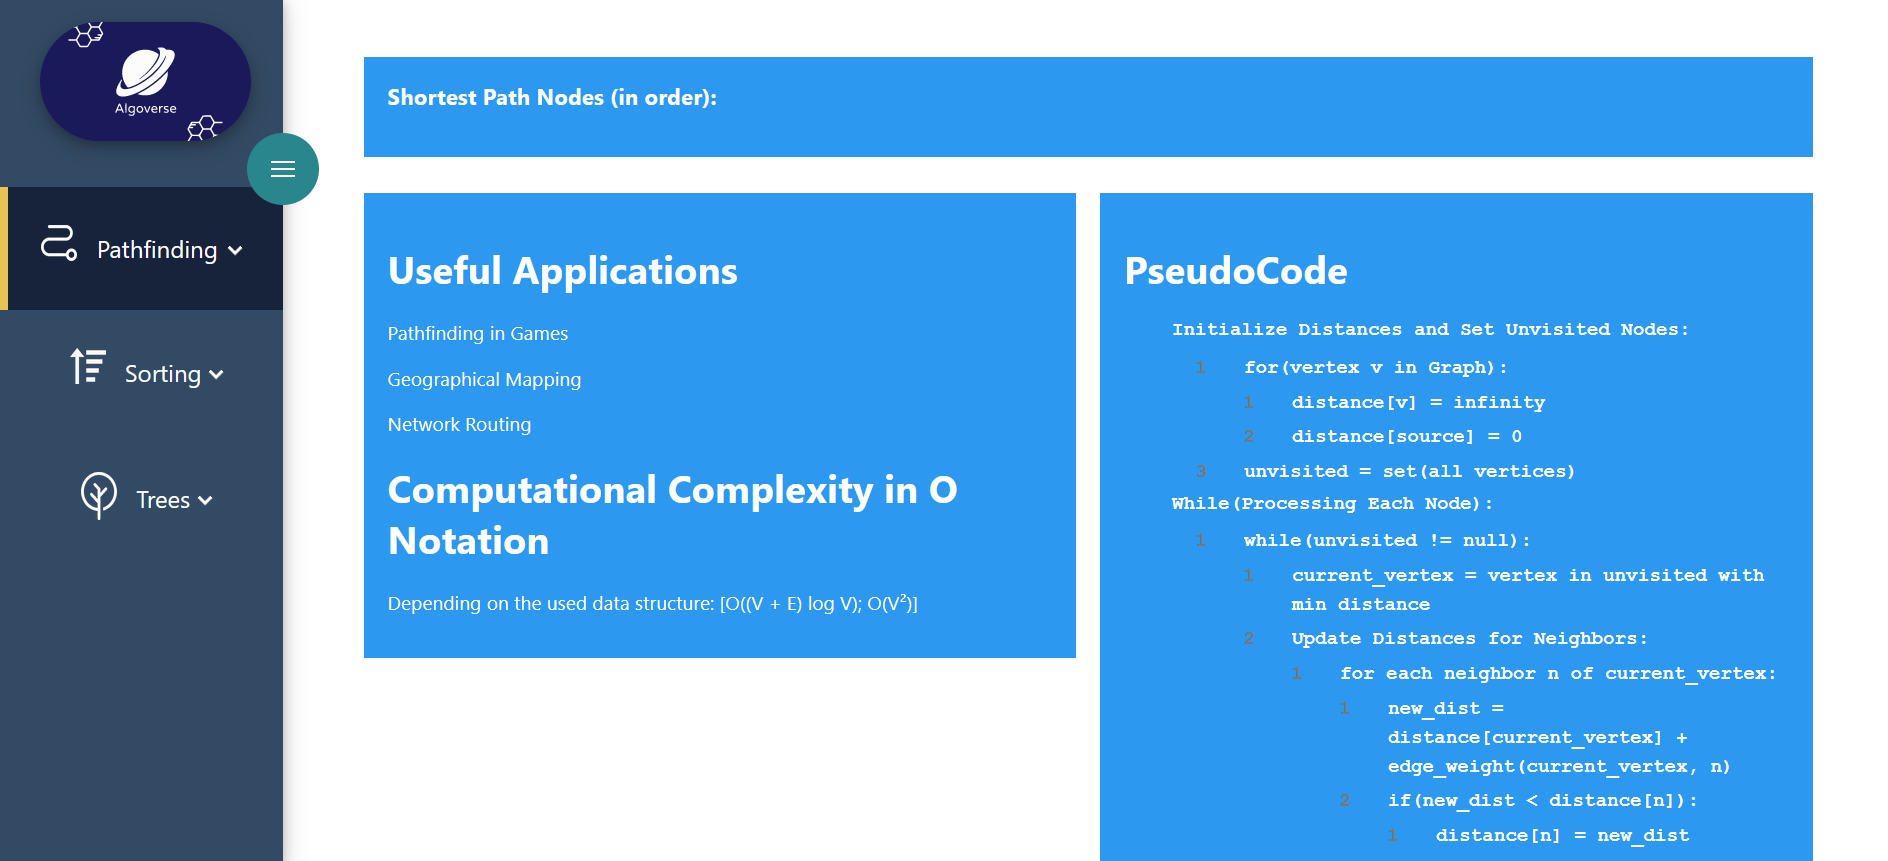 Algoverse
Pathfinding
Sorting
Trees
Shortest Path Nodes (in order):
Useful Applications
Pathfinding in Games
Geographical Mapping
Network Routing
Computational Complexity in O
Notation
Depending on the used data structure: [O((V + E) log V); O(V²)]
PseudoCode
Initialize Distances and Set Unvisited Nodes:
1 for(vertex v in Graph):
1 distance[v] = infinity
2 distance[source] = 0
3 unvisited = set(all vertices)
While(Processing Each Node):
1 while(unvisited != null):
1 current_vertex = vertex in unvisited with
min distance
2 Update Distances for Neighbors:
1 for each neighbor n of current_vertex:
1 new_dist =
distance[current_vertex] +
edge_weight(current_vertex, n)
2 if(new_dist < distance[n]):
1 distance[n] = new_dist